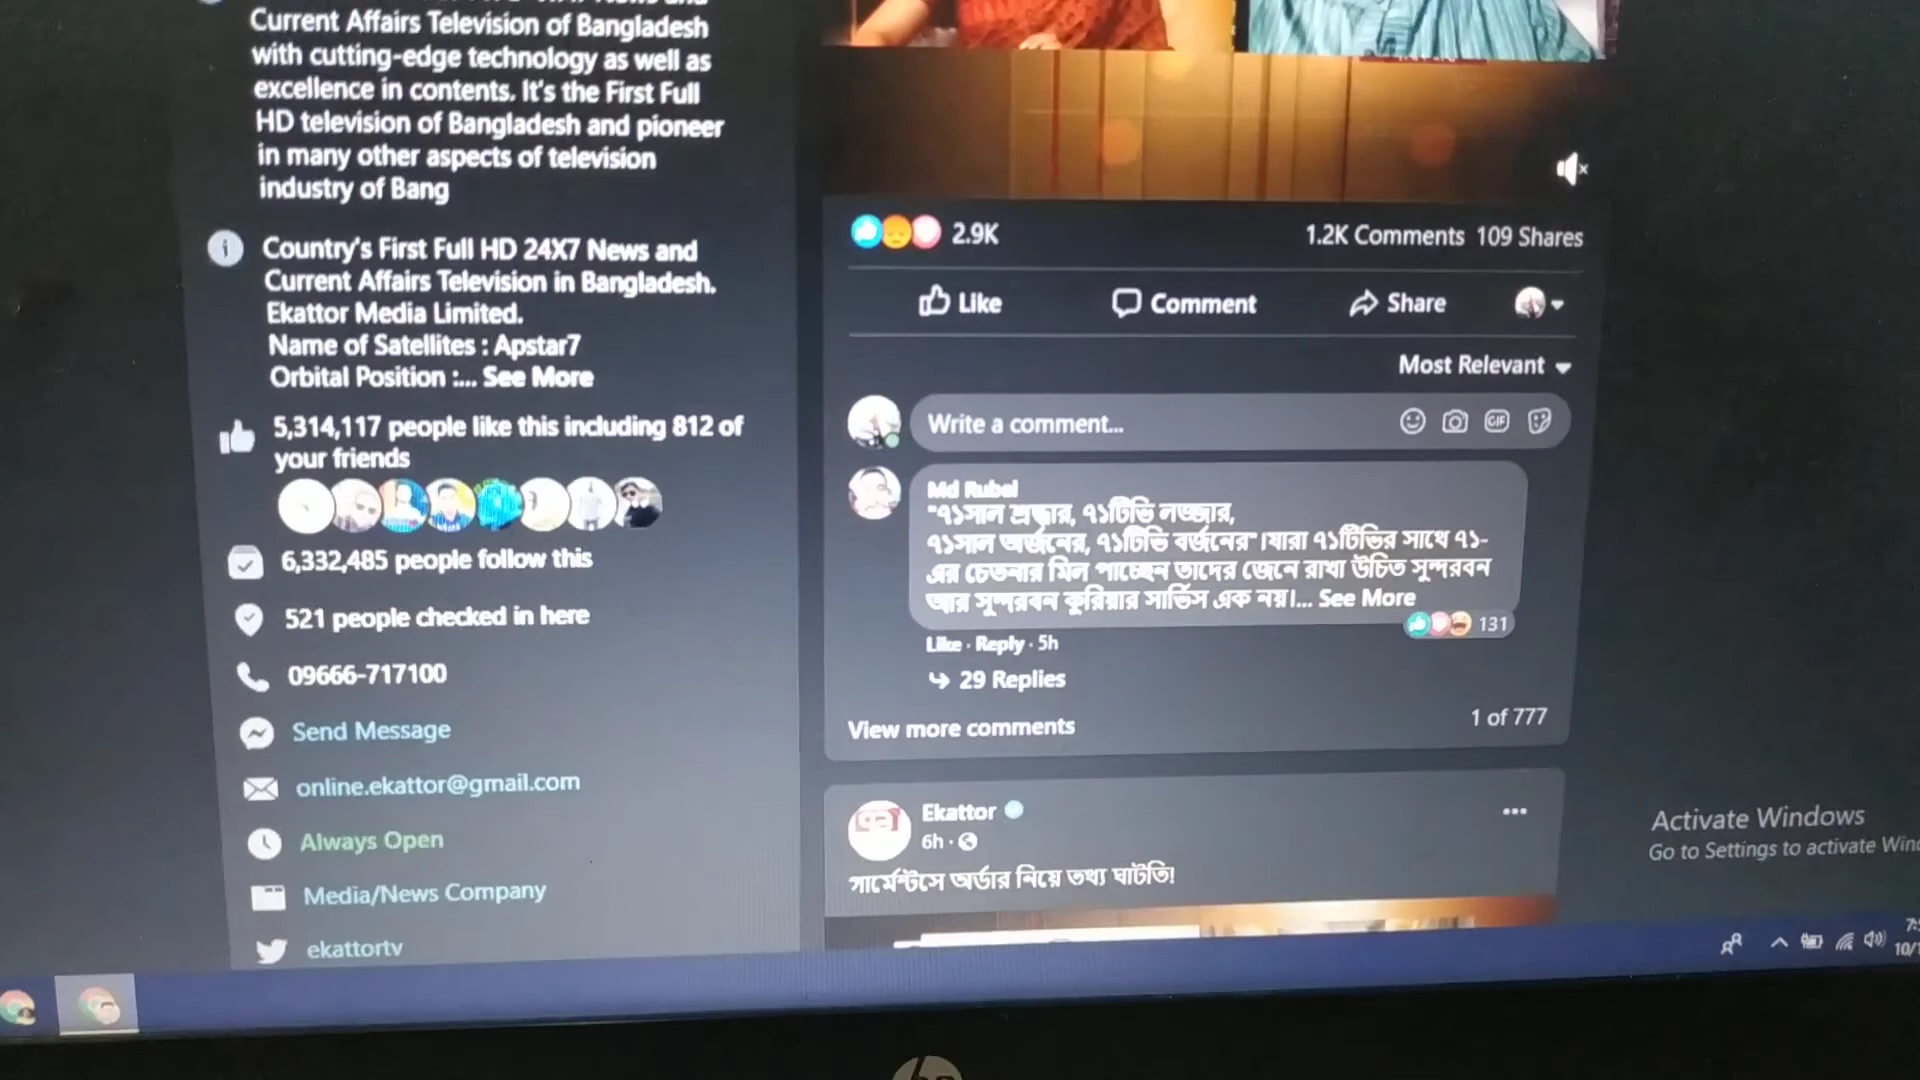 Current Affairs Television of Bangladesh
with cutting-edge technology as well as
excellence in contents. It's the First Full
HD television of Bangladesh and pioneer
in many other aspects of television
industry of Bang
Country's First Full HD 24X7 News and
Current Affairs Television in Bangladesh.
Ekattor Media Limited.
Name of Satellites : Apstar7
Orbital Position :... See More
5,314,117 people like this including 812 of
your friends
6,332,485 people follow this
521 people checked in here
09666-717100
Send Message
online.ekattor@gmail.com
Always Open
Media/News Company
ekattortv
2.9K
1.2K Comments 109 Shares
Like
Comment
Share
Most Relevant
Write a comment...
GIF
Md Rubel
"৭১সাল শ্রদ্ধার, ৭১টিভি লজ্জার,
৭১সাল অর্জনের, ৭১টিভি বর্জনের"।যারা ৭১টিভির সাথে ৭১-
এর চেতনার মিল পাচ্ছেন তাদের জেনে রাখা উচিত সুন্দরবন
আর সুন্দরবন কুরিয়ার সার্ভিস এক নয়।... See More
131
Like · Reply · 5h
29 Replies
View more comments
1 of 777
Ekattor
6h ·
গার্মেন্টসে অর্ডার নিয়ে তথ্য ঘাটতি!
Activate Windows
Go to Settings to activate